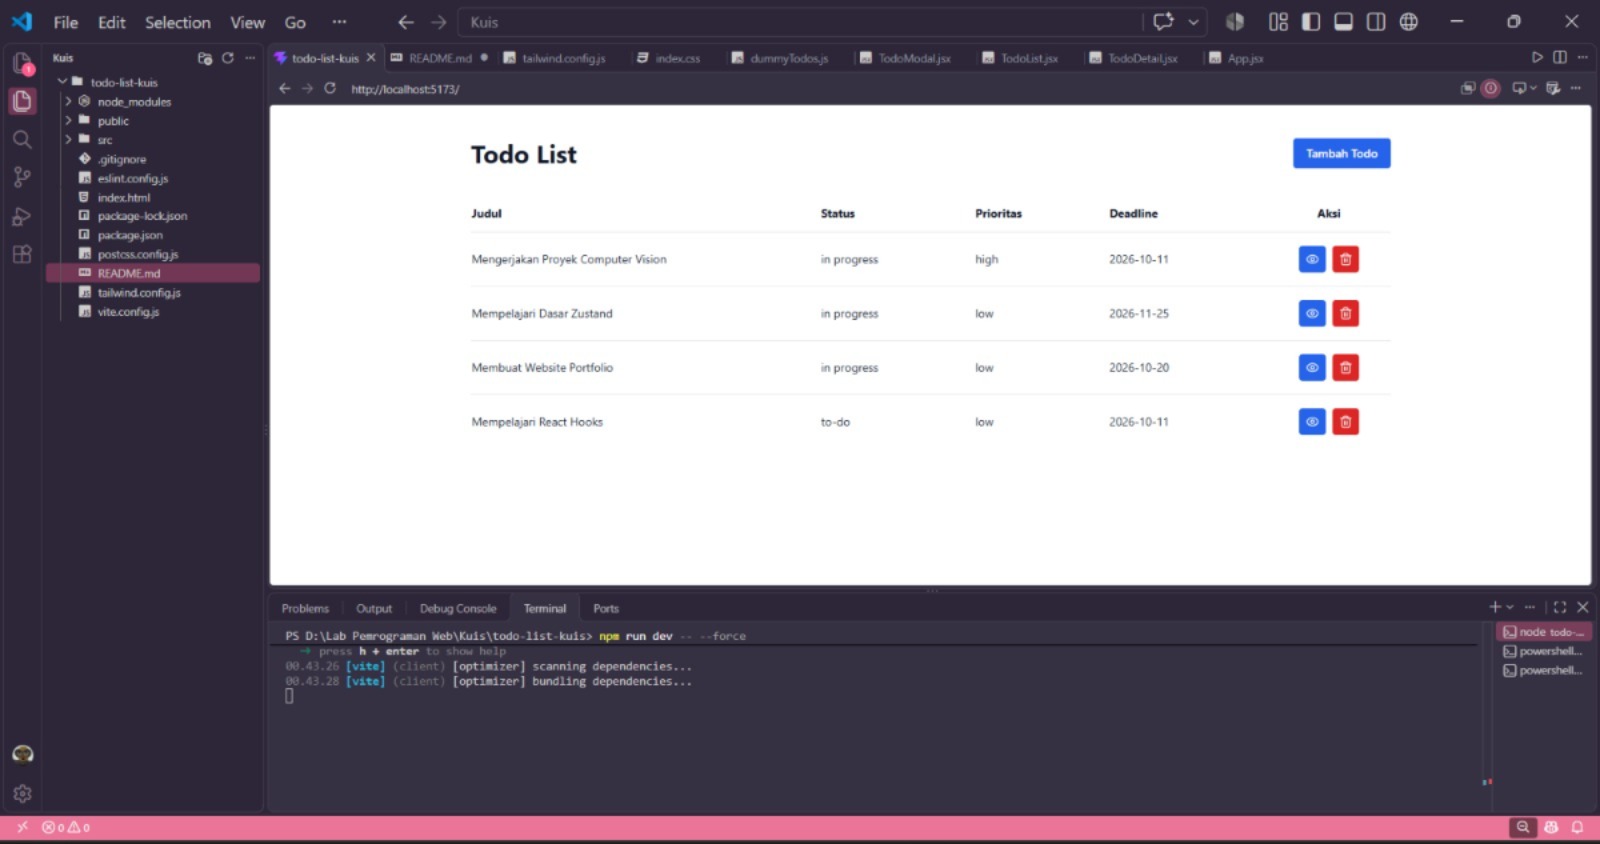 File Edit Selection View Go ··· Kuis
Kuis
todo-list-kuis
node_modules
public
src
.gitignore
eslint.config.js
index.html
package-lock.json
package.json
postcss.config.js
README.md
tailwind.config.js
vite.config.js
todo-list-kuis README.md tailwind.config.js index.css dummyTodos.js TodoModal.jsx TodoList.jsx TodoDetail.jsx App.jsx
http://localhost:5173/
Todo List Tambah Todo
Judul Status Prioritas Deadline Aksi
Mengerjakan Proyek Computer Vision in progress high 2026-10-11
Mempelajari Dasar Zustand in progress low 2026-11-25
Membuat Website Portfolio in progress low 2026-10-20
Mempelajari React Hooks to-do low 2026-10-11
Problems Output Debug Console Terminal Ports
PS D:\Lab Pemrograman Web\Kuis\todo-list-kuis> npm run dev -- --force
➜ press h + enter to show help
00.43.26 [vite] (client) [optimizer] scanning dependencies...
00.43.28 [vite] (client) [optimizer] bundling dependencies...
node todo-...
powershell...
powershell...
0 0